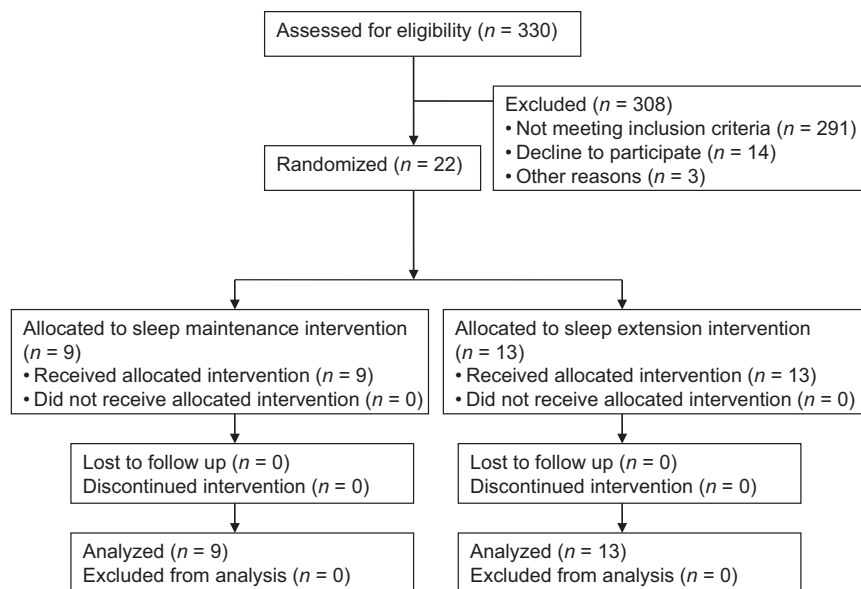 Assessed for eligibility (n = 330)
Excluded (n = 308)
• Not meeting inclusion criteria (n = 291)
• Decline to participate (n = 14)
• Other reasons (n = 3)
Randomized (n = 22)
Allocated to sleep maintenance intervention
(n = 9)
• Received allocated intervention (n = 9)
• Did not receive allocated intervention (n = 0)
Allocated to sleep extension intervention
(n = 13)
• Received allocated intervention (n = 13)
• Did not receive allocated intervention (n = 0)
Lost to follow up (n = 0)
Discontinued intervention (n = 0)
Lost to follow up (n = 0)
Discontinued intervention (n = 0)
Analyzed (n = 9)
Excluded from analysis (n = 0)
Analyzed (n = 13)
Excluded from analysis (n = 0)